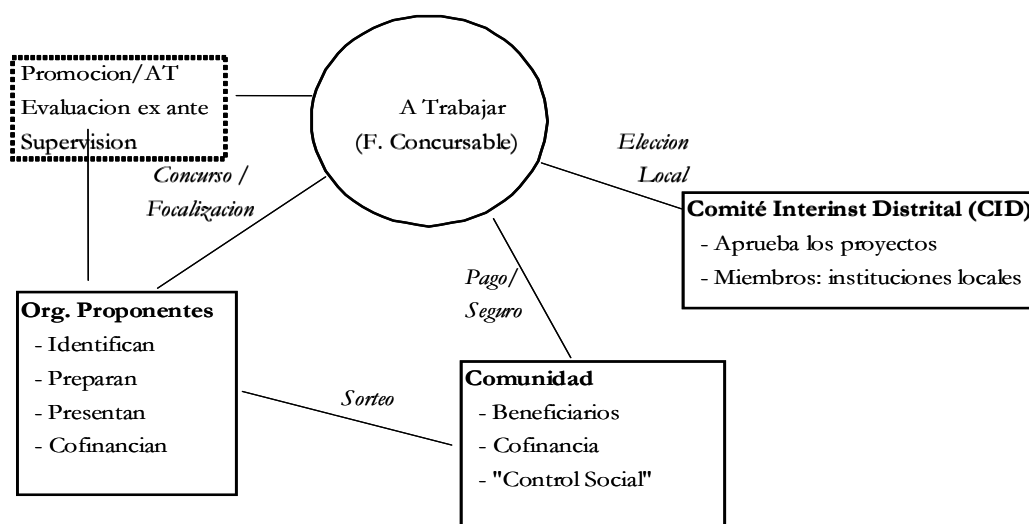 Promocion/AT
Evaluacion ex ante
Supervision
A Trabajar
(F. Concursable)
Concurso /
Focalizacion
Eleccion
Local
Comité Interinst Distrital (CID)
- Aprueba los proyectos
- Miembros: instituciones locales
Pago/
Seguro
Org. Proponentes
- Identifican
- Preparan
- Presentan
- Cofinancian
Sorteo
Comunidad
- Beneficiarios
- Cofinancia
- "Control Social"